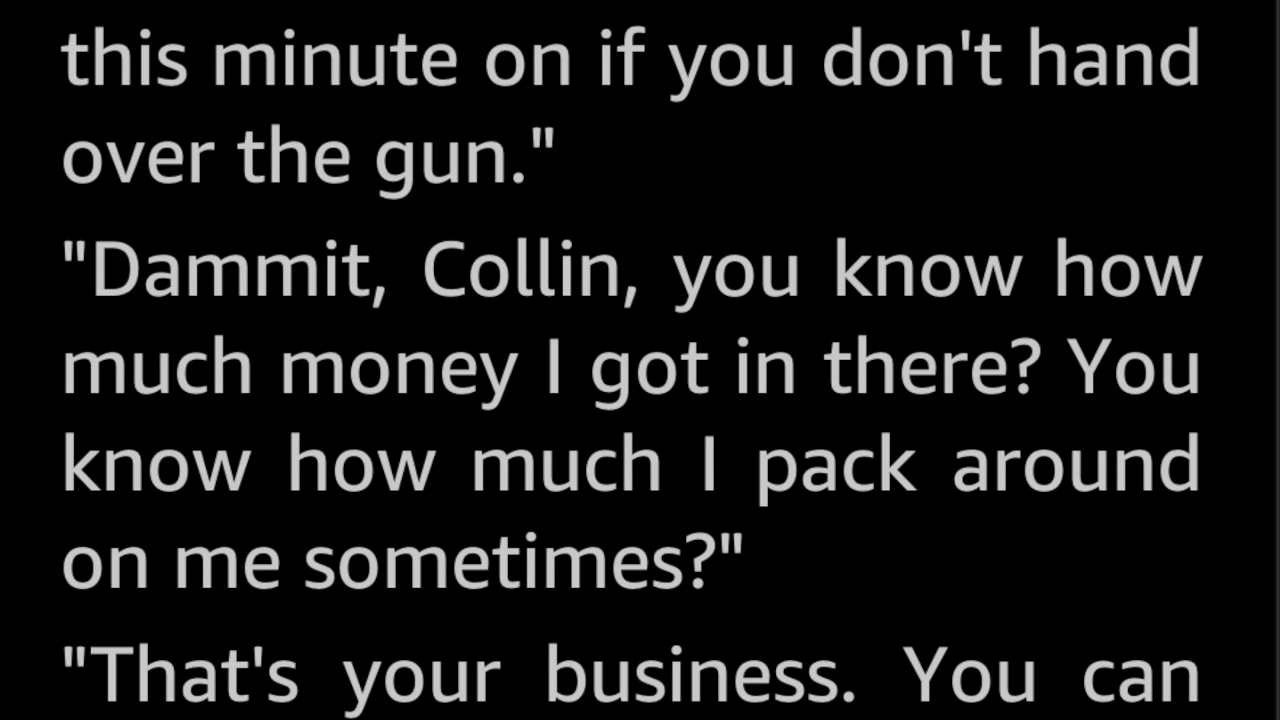 this minute on if you don't hand
over the gun."
"Dammit, Collin, you know how
much money I got in there? You
know how much I pack around
on me sometimes?"
"That's your business. You can